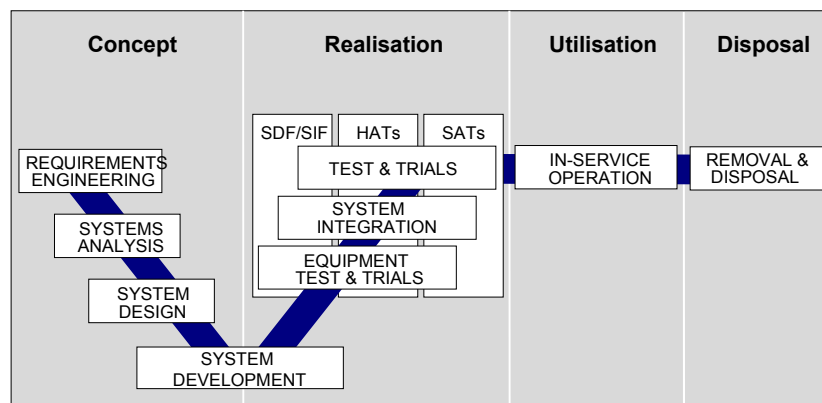 Concept
Realisation
Utilisation
Disposal
SDF/SIF
HATs
SATs
REQUIREMENTS
ENGINEERING
TEST & TRIALS
IN-SERVICE
OPERATION
REMOVAL &
DISPOSAL
SYSTEMS
ANALYSIS
SYSTEM
INTEGRATION
EQUIPMENT
TEST & TRIALS
SYSTEM
DESIGN
SYSTEM
DEVELOPMENT